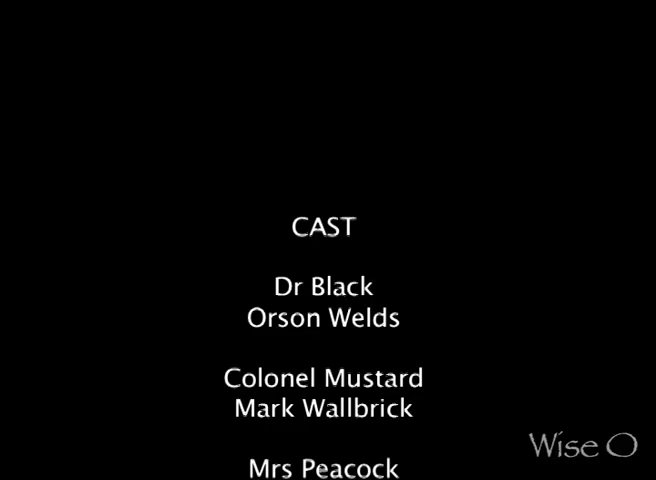 CAST
Dr Black
Orson Welds
Colonel Mustard
Mark Wallbrick
Wise O
Mrs Peacock